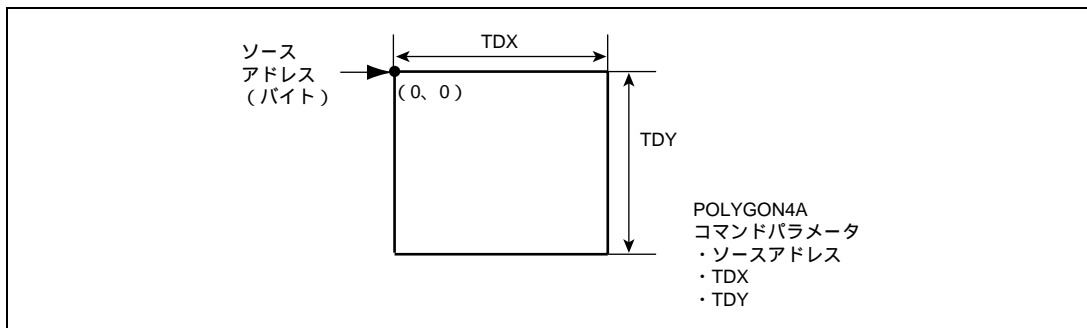 TDX
ソース
アドレス
(バイト)
(0、0)
TDY
POLYGON4A
コマンドパラメータ
・ソースアドレス
・TDX
・TDY